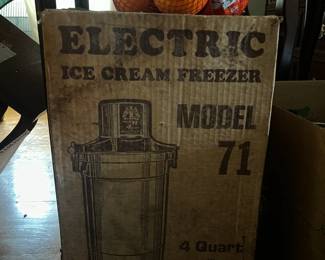 ELECTRIC
ICE CREAM FREEZER
MODEL
71
4 Quart